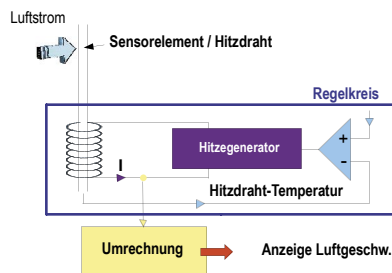 Luftstrom
Sensorelement / Hitzdraht
Regelkreis
+
Hitzegenerator
-
I
Hitzdraht-Temperatur
Umrechnung
Anzeige Luftgeschw.